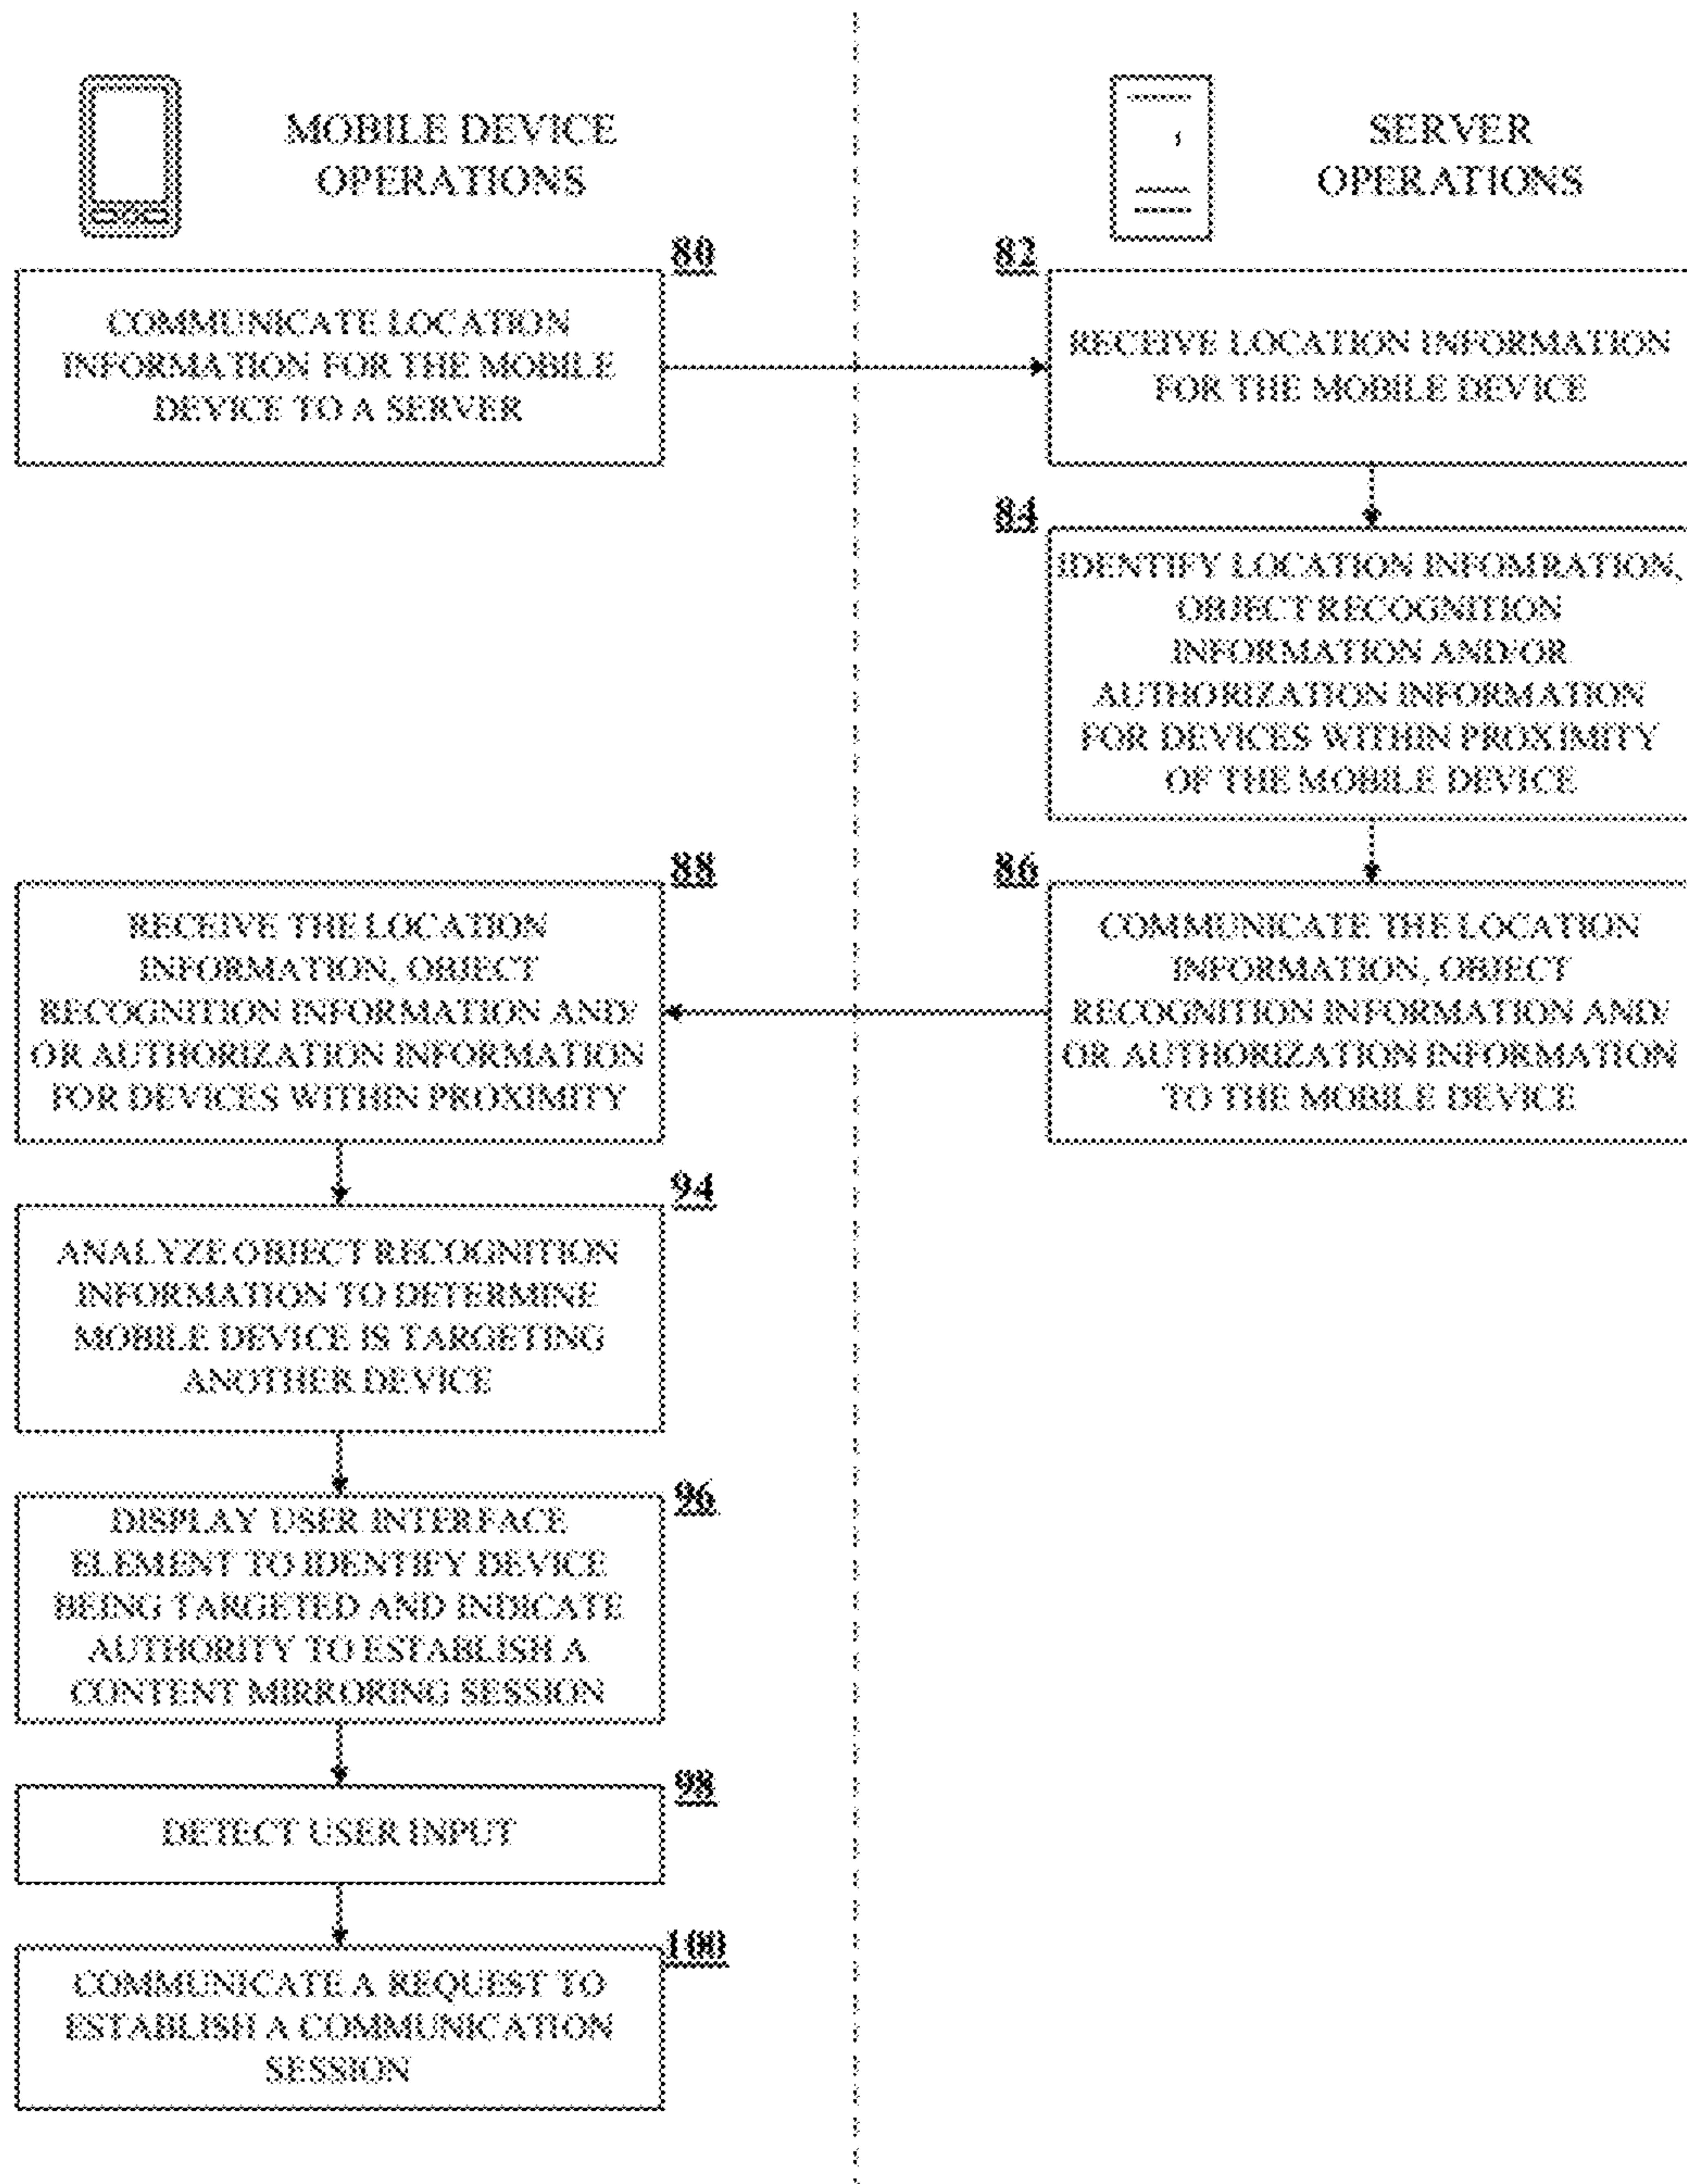 MOBILE DEVICE
OPERATIONS
SERVER
OPERATIONS
80
COMMUNICATE LOCATION
INFORMATION FOR THE MOBILE
DEVICE TO A SERVER
82
RECEIVE LOCATION INFORMATION
FOR THE MOBILE DEVICE
84
IDENTIFY LOCATION INFOMRATION,
OBJECT RECOGNITION
INFORMATION AND/OR
AUTHORIZATION INFORMATION
FOR DEVICES WITHIN PROXIMITY
OF THE MOBILE DEVICE
86
COMMUNICATE THE LOCATION
INFORMATION, OBJECT
RECOGNITION INFORMATION AND/
OR AUTHORIZATION INFORMATION
TO THE MOBILE DEVICE
88
RECEIVE THE LOCATION
INFORMATION, OBJECT
RECOGNITION INFORMATION AND/
OR AUTHORIZATION INFORMATION
FOR DEVICES WITHIN PROXIMITY
94
ANALYZE OBJECT RECOGNITION
INFORMATION TO DETERMINE
MOBILE DEVICE IS TARGETING
ANOTHER DEVICE
96
DISPLAY USER INTERFACE
ELEMENT TO IDENTIFY DEVICE
BEING TARGETED AND INDICATE
AUTHORITY TO ESTABLISH A
CONTENT MIRRORING SESSION
98
DETECT USER INPUT
100
COMMUNICATE A REQUEST TO
ESTABLISH A COMMUNICATION
SESSION